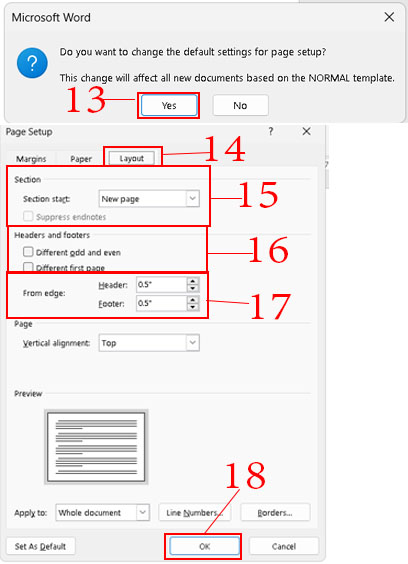 Microsoft Word
Do you want to change the default settings for page setup?
This change will affect all new documents based on the NORMAL template.
13 Yes No
Page Setup ?
14
Margins Paper Layout
Section
Section start: New page
15
Suppress endnotes
Headers and footers
Different odd and even
16
Different first page
From edge: Header: 0.5"
Footer: 0.5"
17
Page
Vertical alignment: Top
Preview
18
Apply to: Whole document Line Numbers... Borders...
Set As Default OK Cancel